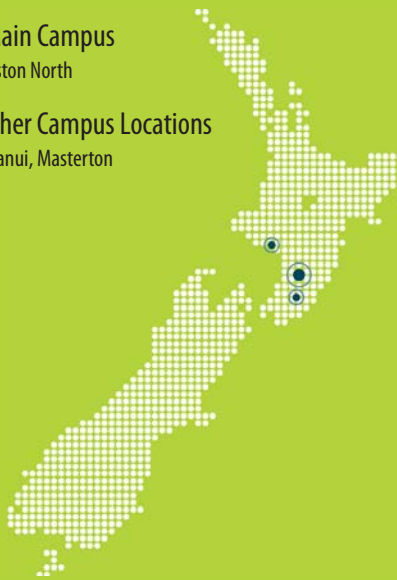 ain Campus
ston North
her Campus Locations
anui, Masterton